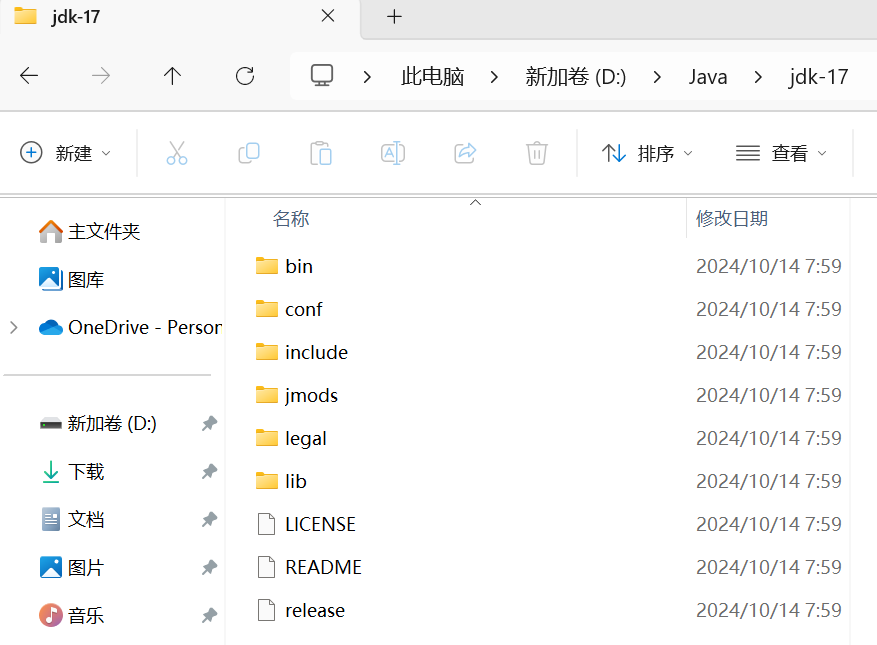 jdk-17
此电脑 新加卷 (D:) Java jdk-17
新建 排序 查看
名称 修改日期
主文件夹
图库
OneDrive - Person
新加卷 (D:)
下载
文档
图片
音乐
bin 2024/10/14 7:59
conf 2024/10/14 7:59
include 2024/10/14 7:59
jmods 2024/10/14 7:59
legal 2024/10/14 7:59
lib 2024/10/14 7:59
LICENSE 2024/10/14 7:59
README 2024/10/14 7:59
release 2024/10/14 7:59